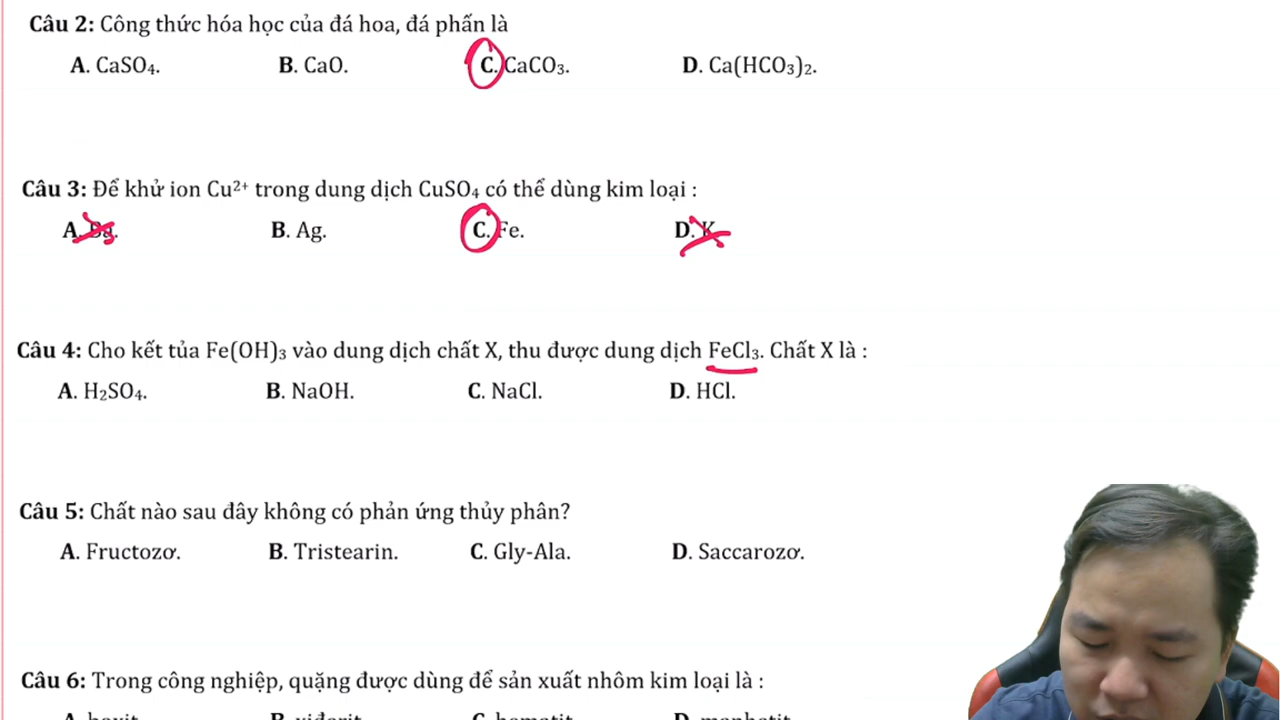 Câu 2: Công thức hóa học của đá hoa, đá phấn là
A. CaSO₄. B. CaO. C. CaCO₃. D. Ca(HCO₃)₂.
Câu 3: Để khử ion Cu²⁺ trong dung dịch CuSO₄ có thể dùng kim loại :
A. B. Ag. C. Fe. D. K.
Câu 4: Cho kết tủa Fe(OH)₃ vào dung dịch chất X, thu được dung dịch FeCl₃. Chất X là :
A. H₂SO₄. B. NaOH. C. NaCl. D. HCl.
Câu 5: Chất nào sau đây không có phản ứng thủy phân?
A. Fructozơ. B. Tristearin. C. Gly-Ala. D. Saccarozơ.
Câu 6: Trong công nghiệp, quặng được dùng để sản xuất nhôm kim loại là :
A. boxit. B. xiđerit. C. hematit. D. manhetit.